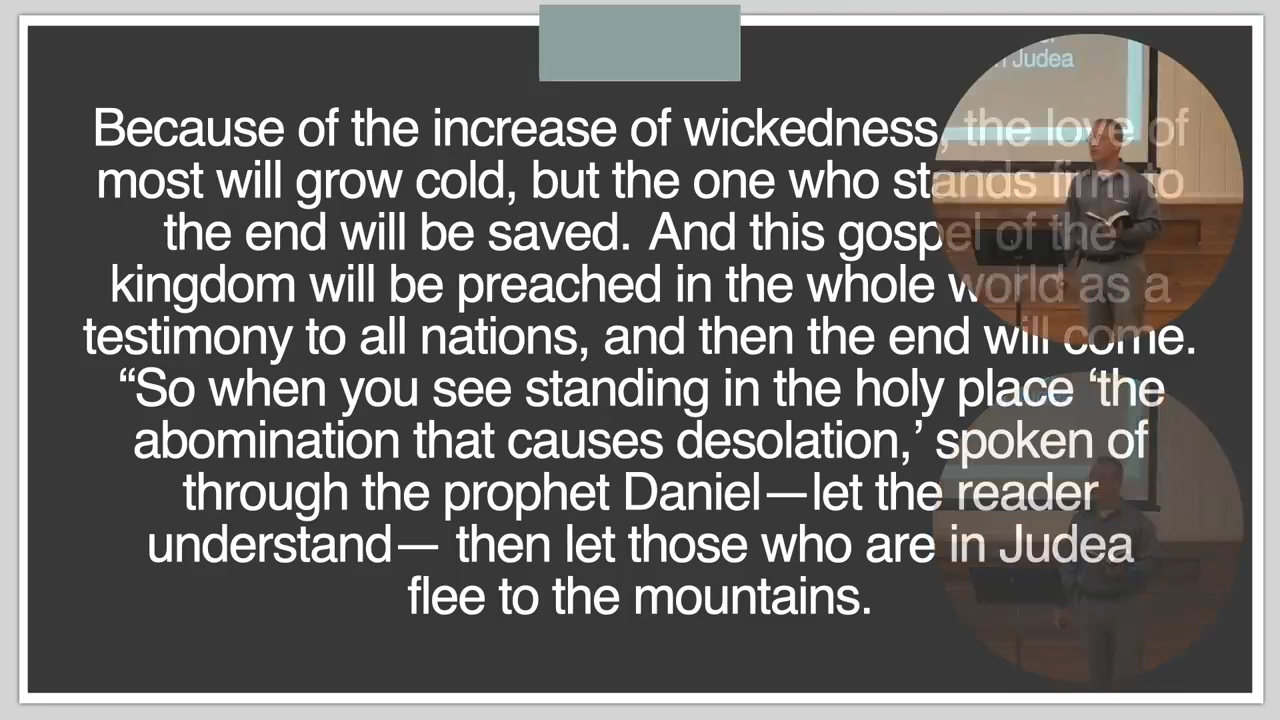 Because of the increase of wickedness, the love of
most will grow cold, but the one who stands firm to
the end will be saved. And this gospel of the
kingdom will be preached in the whole world as a
testimony to all nations, and then the end will come.
“So when you see standing in the holy place ‘the
abomination that causes desolation,’ spoken of
through the prophet Daniel—let the reader
understand— then let those who are in Judea
flee to the mountains.
Judea